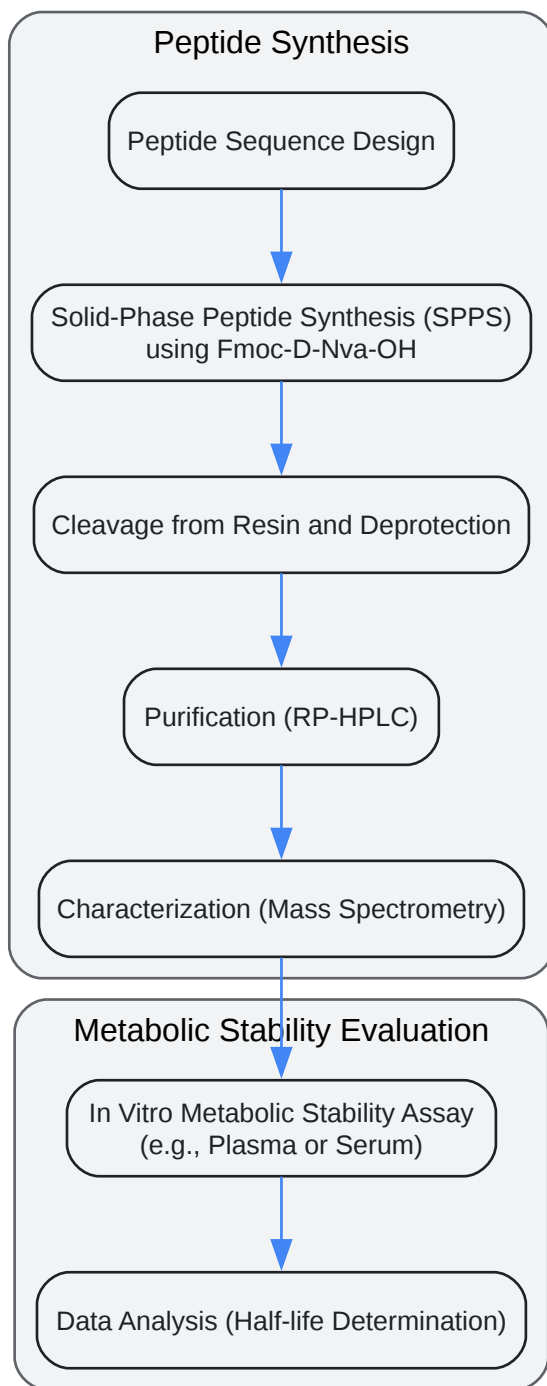 Peptide Synthesis
Peptide Sequence Design
Solid-Phase Peptide Synthesis (SPPS)
using Fmoc-D-Nva-OH
Cleavage from Resin and Deprotection
Purification (RP-HPLC)
Characterization (Mass Spectrometry)
Metabolic Stability Evaluation
In Vitro Metabolic Stability Assay
(e.g., Plasma or Serum)
Data Analysis (Half-life Determination)